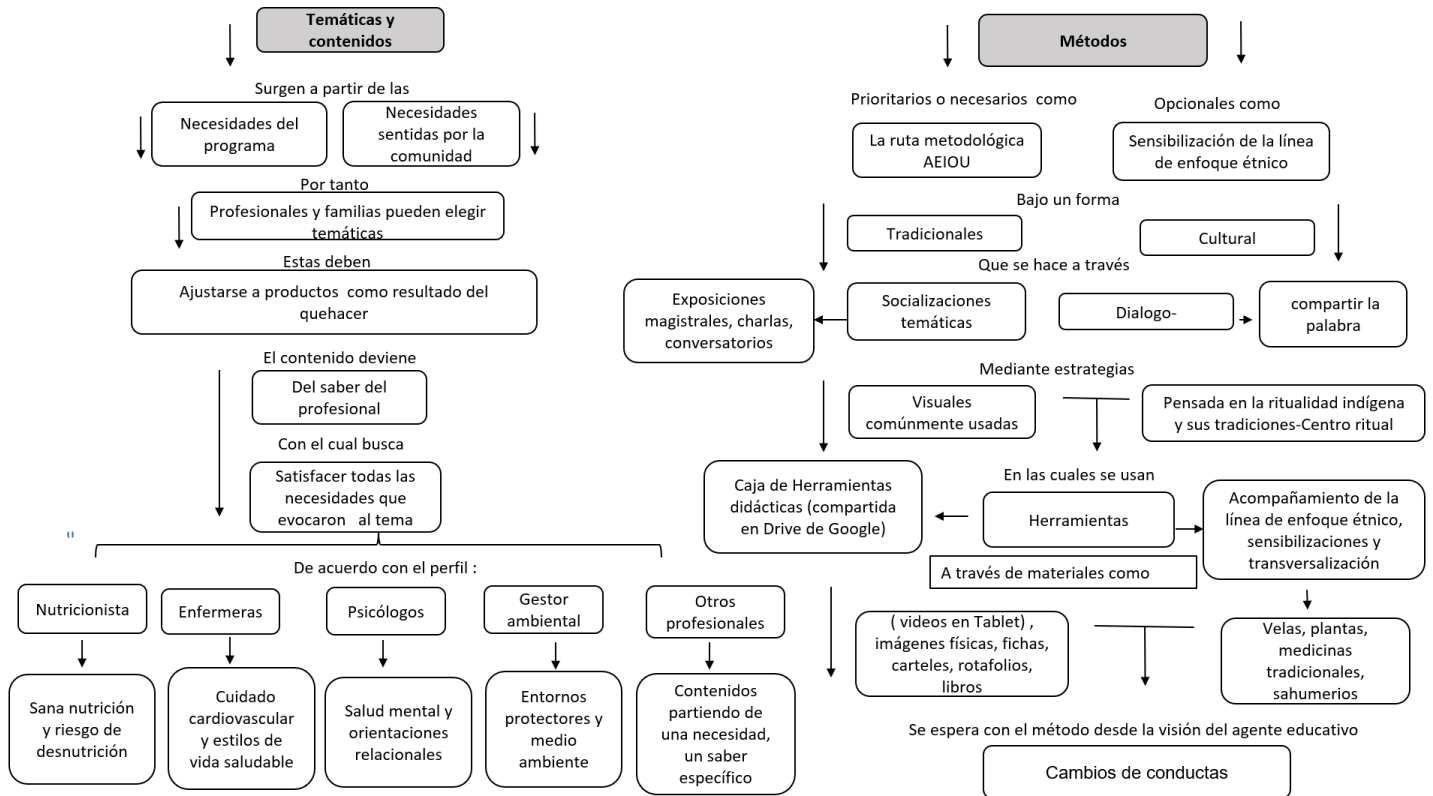 Temáticas y
contenidos
Surgen a partir de las
Necesidades del
programa
Necesidades
sentidas por la
comunidad
Por tanto
Profesionales y familias pueden elegir
temáticas
Estas deben
Ajustarse a productos como resultado del
quehacer
El contenido deviene
Del saber del
profesional
Con el cual busca
Satisfacer todas las
necesidades que
evocaron al tema
De acuerdo con el perfil :
Nutricionista
Enfermeras
Psicólogos
Gestor
ambiental
Otros
profesionales
Sana nutrición
y riesgo de
desnutrición
Cuidado
cardiovascular
y estilos de
vida saludable
Salud mental y
orientaciones
relacionales
Entornos
protectores y
medio
ambiente
Contenidos
partiendo de
una necesidad,
un saber
específico
Métodos
Prioritarios o necesarios como
Opcionales como
La ruta metodológica
AEIOU
Sensibilización de la línea
de enfoque étnico
Bajo un forma
Tradicionales
Cultural
Que se hace a través
Exposiciones
magistrales, charlas,
conversatorios
Socializaciones
temáticas
Dialogo-
compartir la
palabra
Mediante estrategias
Visuales
comúnmente usadas
Pensada en la ritualidad indígena
y sus tradiciones-Centro ritual
En las cuales se usan
Caja de Herramientas
didácticas (compartida
en Drive de Google)
Herramientas
Acompañamiento de la
línea de enfoque étnico,
sensibilizaciones y
transversalización
A través de materiales como
( videos en Tablet) ,
imágenes físicas, fichas,
carteles, rotafolios,
libros
Velas, plantas,
medicinas
tradicionales,
sahumerios
Se espera con el método desde la visión del agente educativo
Cambios de conductas